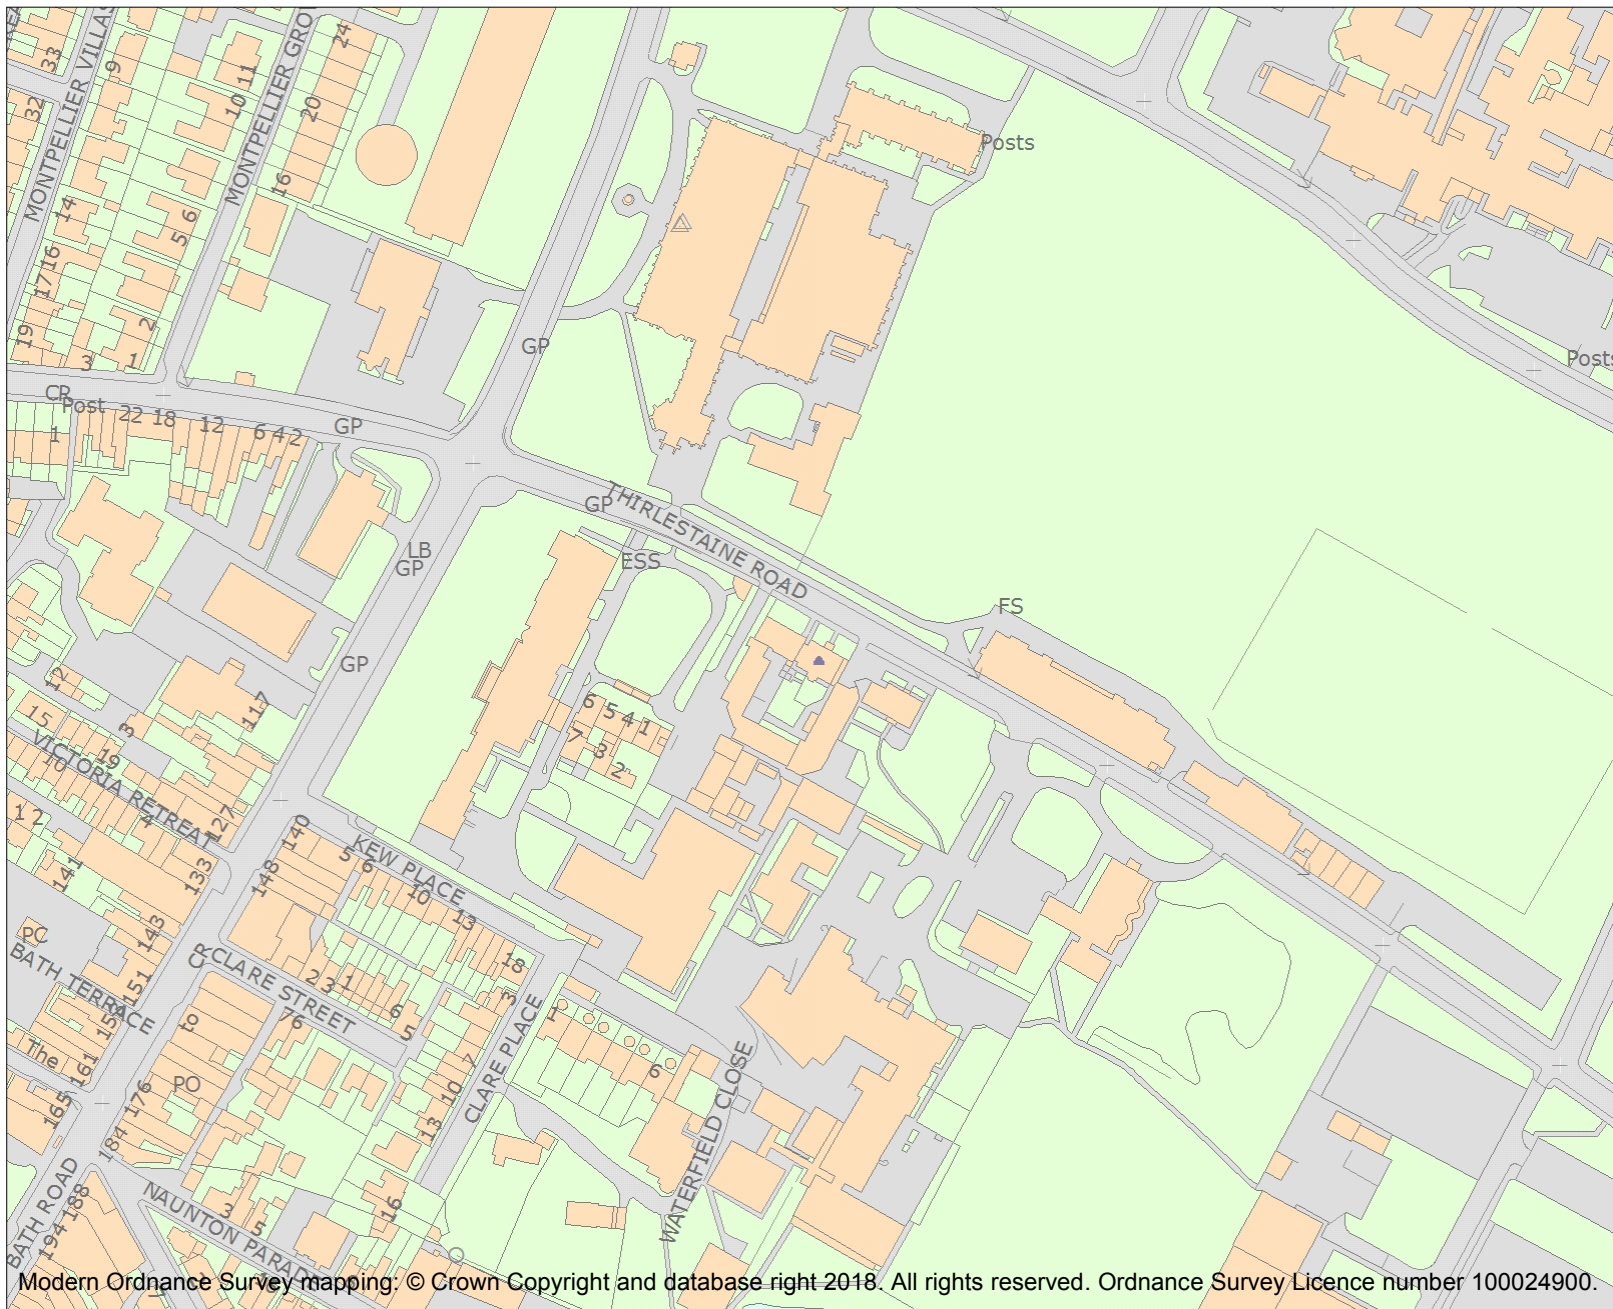 MONTPELLIER VILLAS
MONTPELLIER GROV
33
9
32
11
10
24
20
16
14
6
5
16
17
19
2
3
1
Posts
Posts
GP
CR
Post
22
18
12
6
4
2
GP
1
GP
THIRLESTAINE ROAD
LB
GP
ESS
FS
GP
12
117
15
3
19
VICTORIA RETREAT
10
4
127
6
5
4
1
7
3
2
1
2
141
133
140
148
KEW PLACE
5
6
10
13
18
143
PC
BATH TERRACE
151
CR
CLARE STREET
2
3
1
6
5
76
3
CLARE PLACE
1
6
WATERFIELD CLOSE
The
161
165
PO
176
184
7
10
13
16
BATH ROAD
188
194
NAUNTON PARADE
3
5
Modern Ordnance Survey mapping: © Crown Copyright and database right 2018. All rights reserved. Ordnance Survey Licence number 100024900.